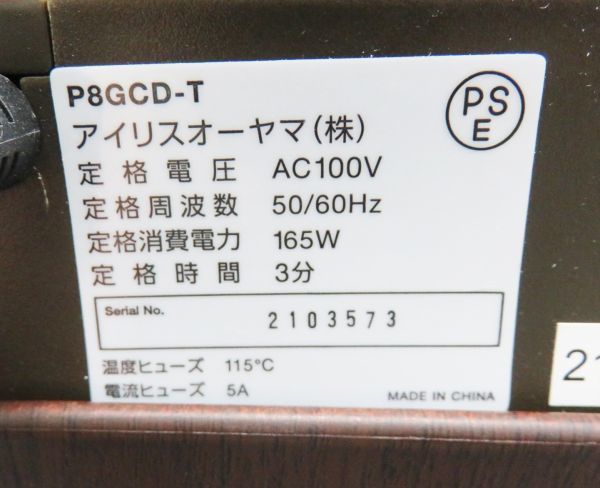 P8GCD-T
PS
E
アイリスオーヤマ(株)
定格電圧 AC100V
定格周波数 50/60Hz
定格消費電力 165W
定格時間 3分
Serial No. 2103573
温度ヒューズ 115°C
電流ヒューズ 5A
MADE IN CHINA
21